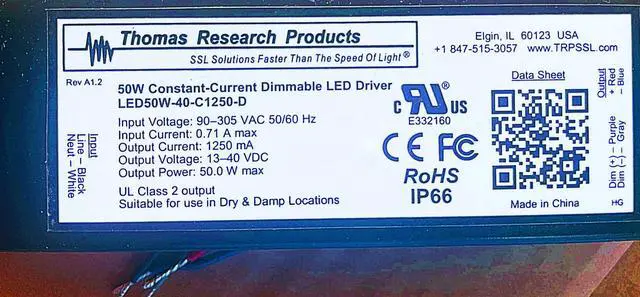 Thomas Research Products
SSL Solutions Faster Than The Speed Of Light®
Elgin, IL 60123 USA
+1 847-515-3057 www.TRPSSL.com
Rev A1.2
50W Constant-Current Dimmable LED Driver
LED50W-40-C1250-D
Input Voltage: 90–305 VAC 50/60 Hz
Input Current: 0.71 A max
Output Current: 1250 mA
Output Voltage: 13–40 VDC
Output Power: 50.0 W max
UL Class 2 output
Suitable for use in Dry & Damp Locations
Input
Line – Black
Neut – White
C UR US
E332160
CE FC
RoHS
IP66
Data Sheet
Made in China
Output
+ Red
– Blue
Dim (+) – Purple
Dim (–) – Gray
HG